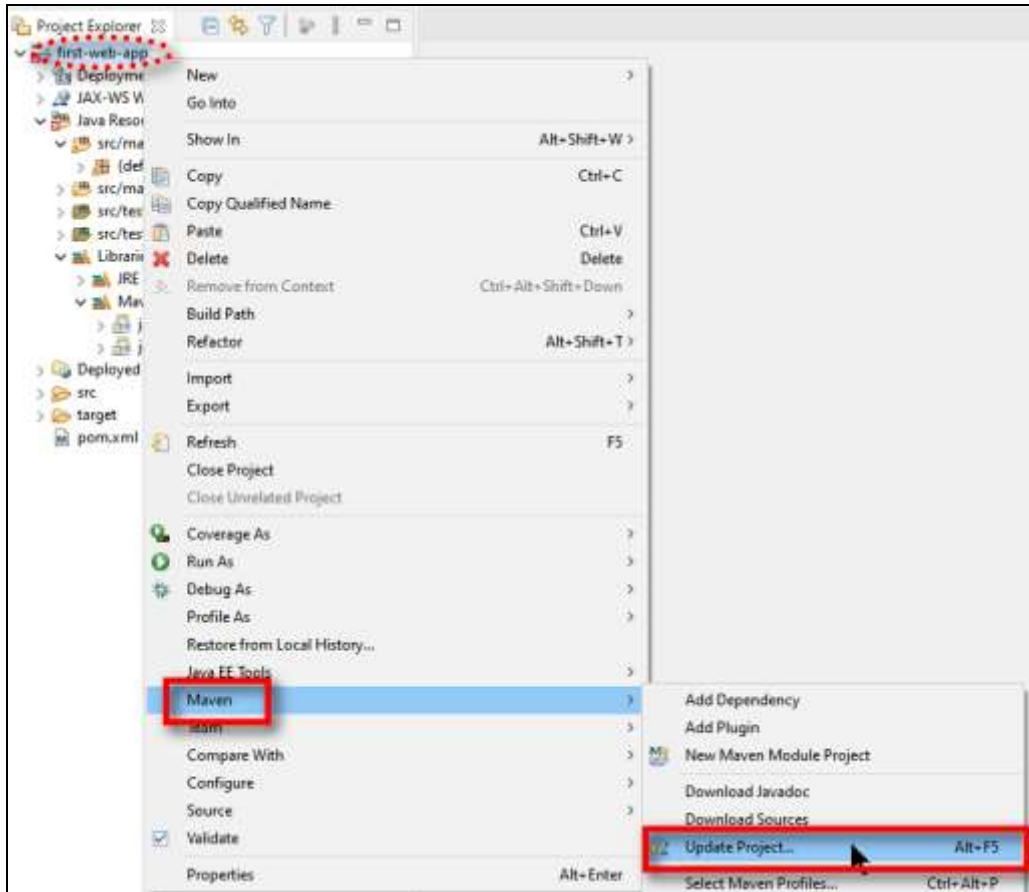 Project Explorer
first-web-app
Deployme
JAX-WS W
Java Resou
src/ma
(def
src/ma
src/tes
src/tes
Librarie
JRE
Mav
j
j
Deployed
src
target
pom.xml
New
Go Into
Show In Alt+Shift+W
Copy Ctrl+C
Copy Qualified Name
Paste Ctrl+V
Delete Delete
Remove from Context Ctrl+Alt+Shift+Down
Build Path
Refactor Alt+Shift+T
Import
Export
Refresh F5
Close Project
Close Unrelated Project
Coverage As
Run As
Debug As
Profile As
Restore from Local History...
Java EE Tools
Maven
Team
Compare With
Configure
Source
Validate
Properties Alt+Enter
Add Dependency
Add Plugin
New Maven Module Project
Download Javadoc
Download Sources
Update Project... Alt+F5
Select Maven Profiles... Ctrl+Alt+P